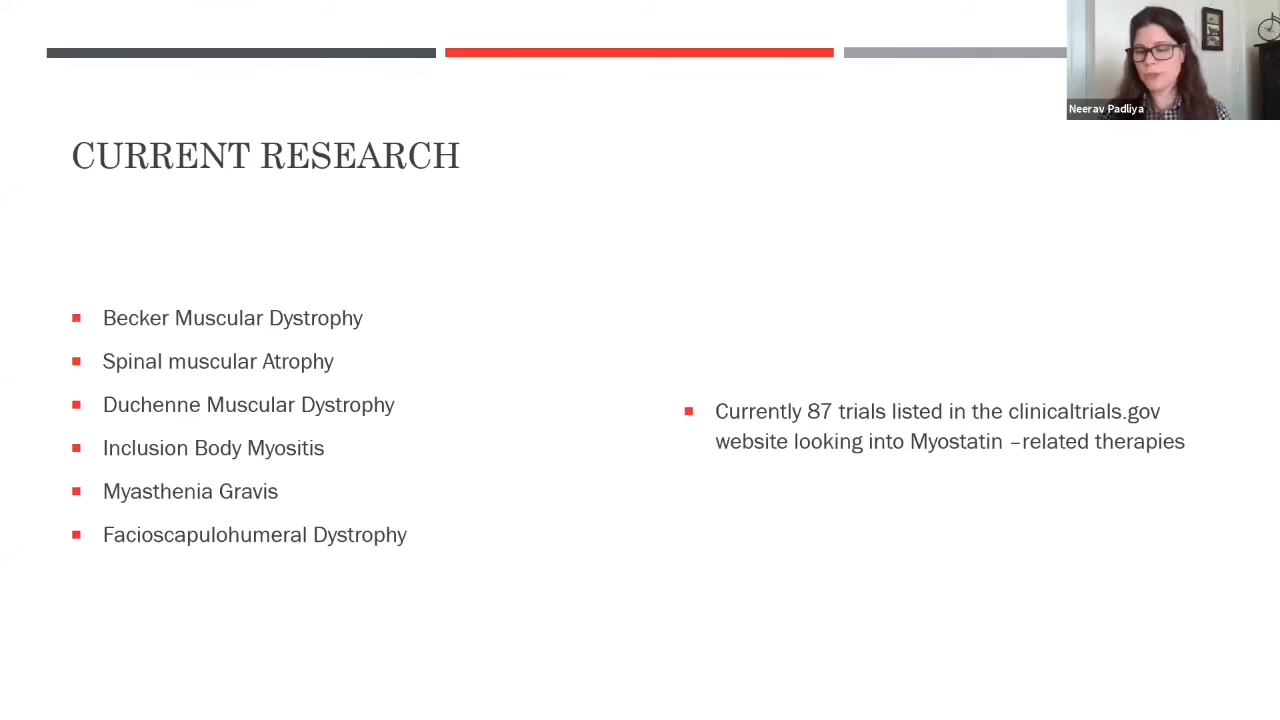 Neerav Padliya
CURRENT RESEARCH
Becker Muscular Dystrophy
Spinal muscular Atrophy
Duchenne Muscular Dystrophy
Inclusion Body Myositis
Myasthenia Gravis
Facioscapulohumeral Dystrophy
Currently 87 trials listed in the clinicaltrials.gov
website looking into Myostatin –related therapies